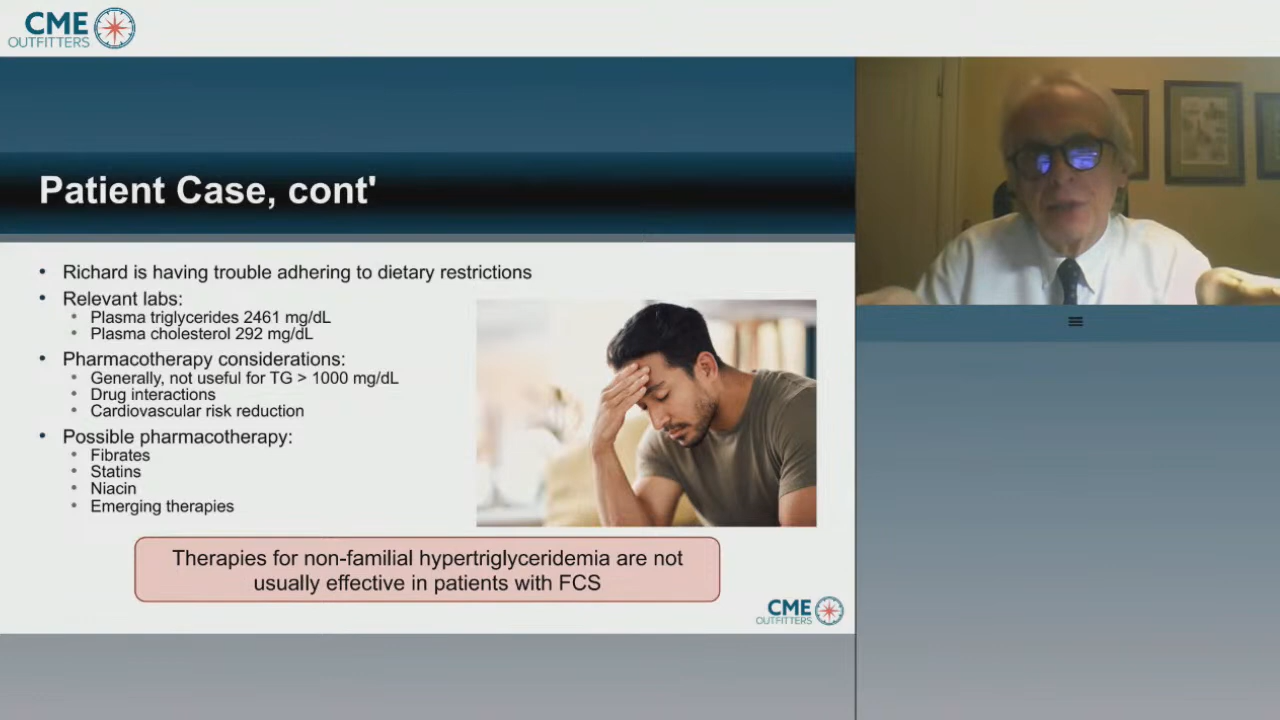 CME
OUTFITTERS
Patient Case, cont'
• Richard is having trouble adhering to dietary restrictions
• Relevant labs:
• Plasma triglycerides 2461 mg/dL
• Plasma cholesterol 292 mg/dL
• Pharmacotherapy considerations:
• Generally, not useful for TG > 1000 mg/dL
• Drug interactions
• Cardiovascular risk reduction
• Possible pharmacotherapy:
• Fibrates
• Statins
• Niacin
• Emerging therapies
Therapies for non-familial hypertriglyceridemia are not
usually effective in patients with FCS
CME
OUTFITTERS